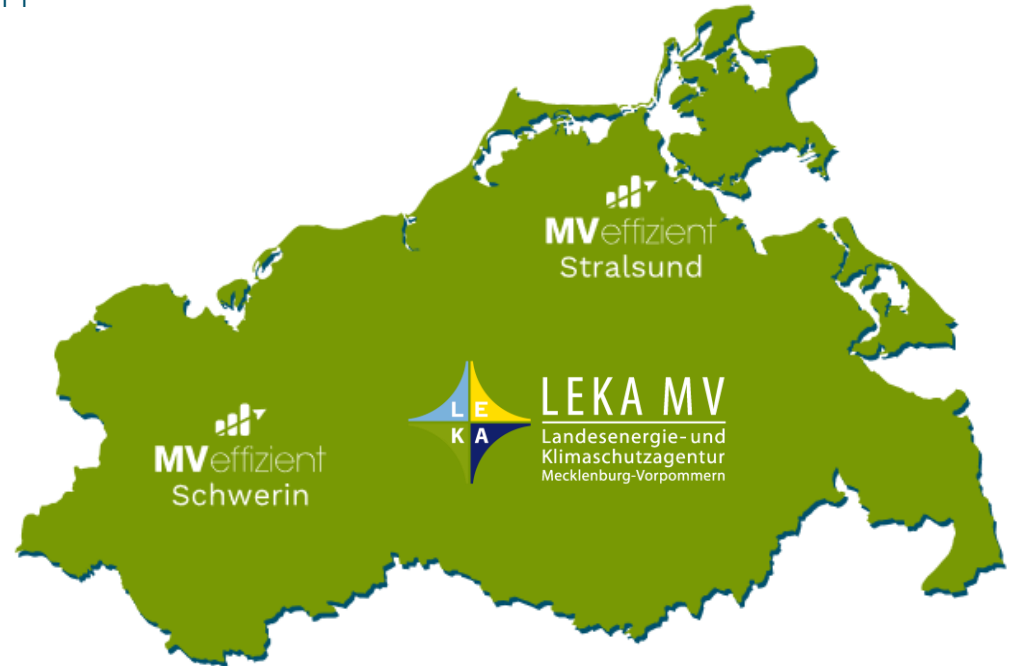 MVeffizient
Stralsund
LEKA MV
L E
K A
Landesenergie- und
Klimaschutzagentur
Mecklenburg-Vorpommern
MVeffizient
Schwerin